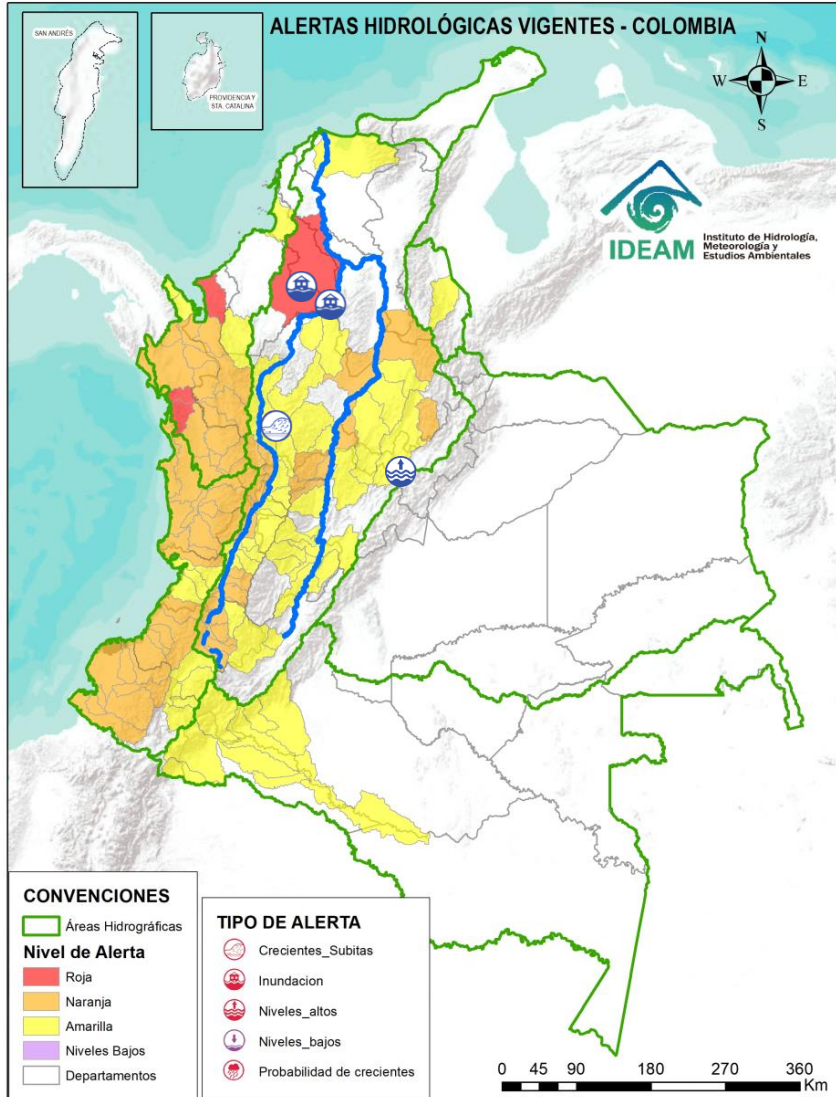 ALERTAS HIDROLÓGICAS VIGENTES - COLOMBIA
SAN ANDRÉS
PROVIDENCIA Y
STA. CATALINA
N
W
E
S
IDEAM
Instituto de Hidrología,
Meteorología y
Estudios Ambientales
CONVENCIONES
Áreas Hidrográficas
Nivel de Alerta
Roja
Naranja
Amarilla
Niveles Bajos
Departamentos
TIPO DE ALERTA
Crecientes_Subitas
Inundacion
Niveles_altos
Niveles_bajos
Probabilidad de crecientes
0 45 90 180 270 360
Km